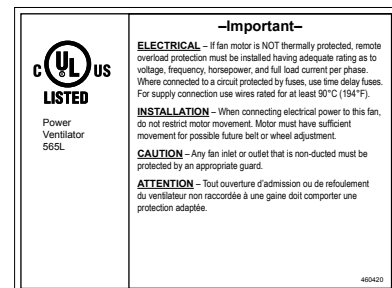 –Important–
ELECTRICAL – If fan motor is NOT thermally protected, remote
overload protection must be installed having adequate rating as to
voltage, frequency, horsepower, and full load current per phase.
Where connected to a circuit protected by fuses, use time delay fuses.
For supply connection use wires rated for at least 90°C (194°F).
INSTALLATION – When connecting electrical power to this fan,
do not restrict motor movement. Motor must have sufficient
movement for possible future belt or wheel adjustment.
CAUTION – Any fan inlet or outlet that is non-ducted must be
protected by an appropriate guard.
ATTENTION – Tout ouverture d'admission ou de refoulement
du ventilateur non raccordée à une gaine doit comporter une
protection adaptée.
460420
C UL US
®
LISTED
Power
Ventilator
565L